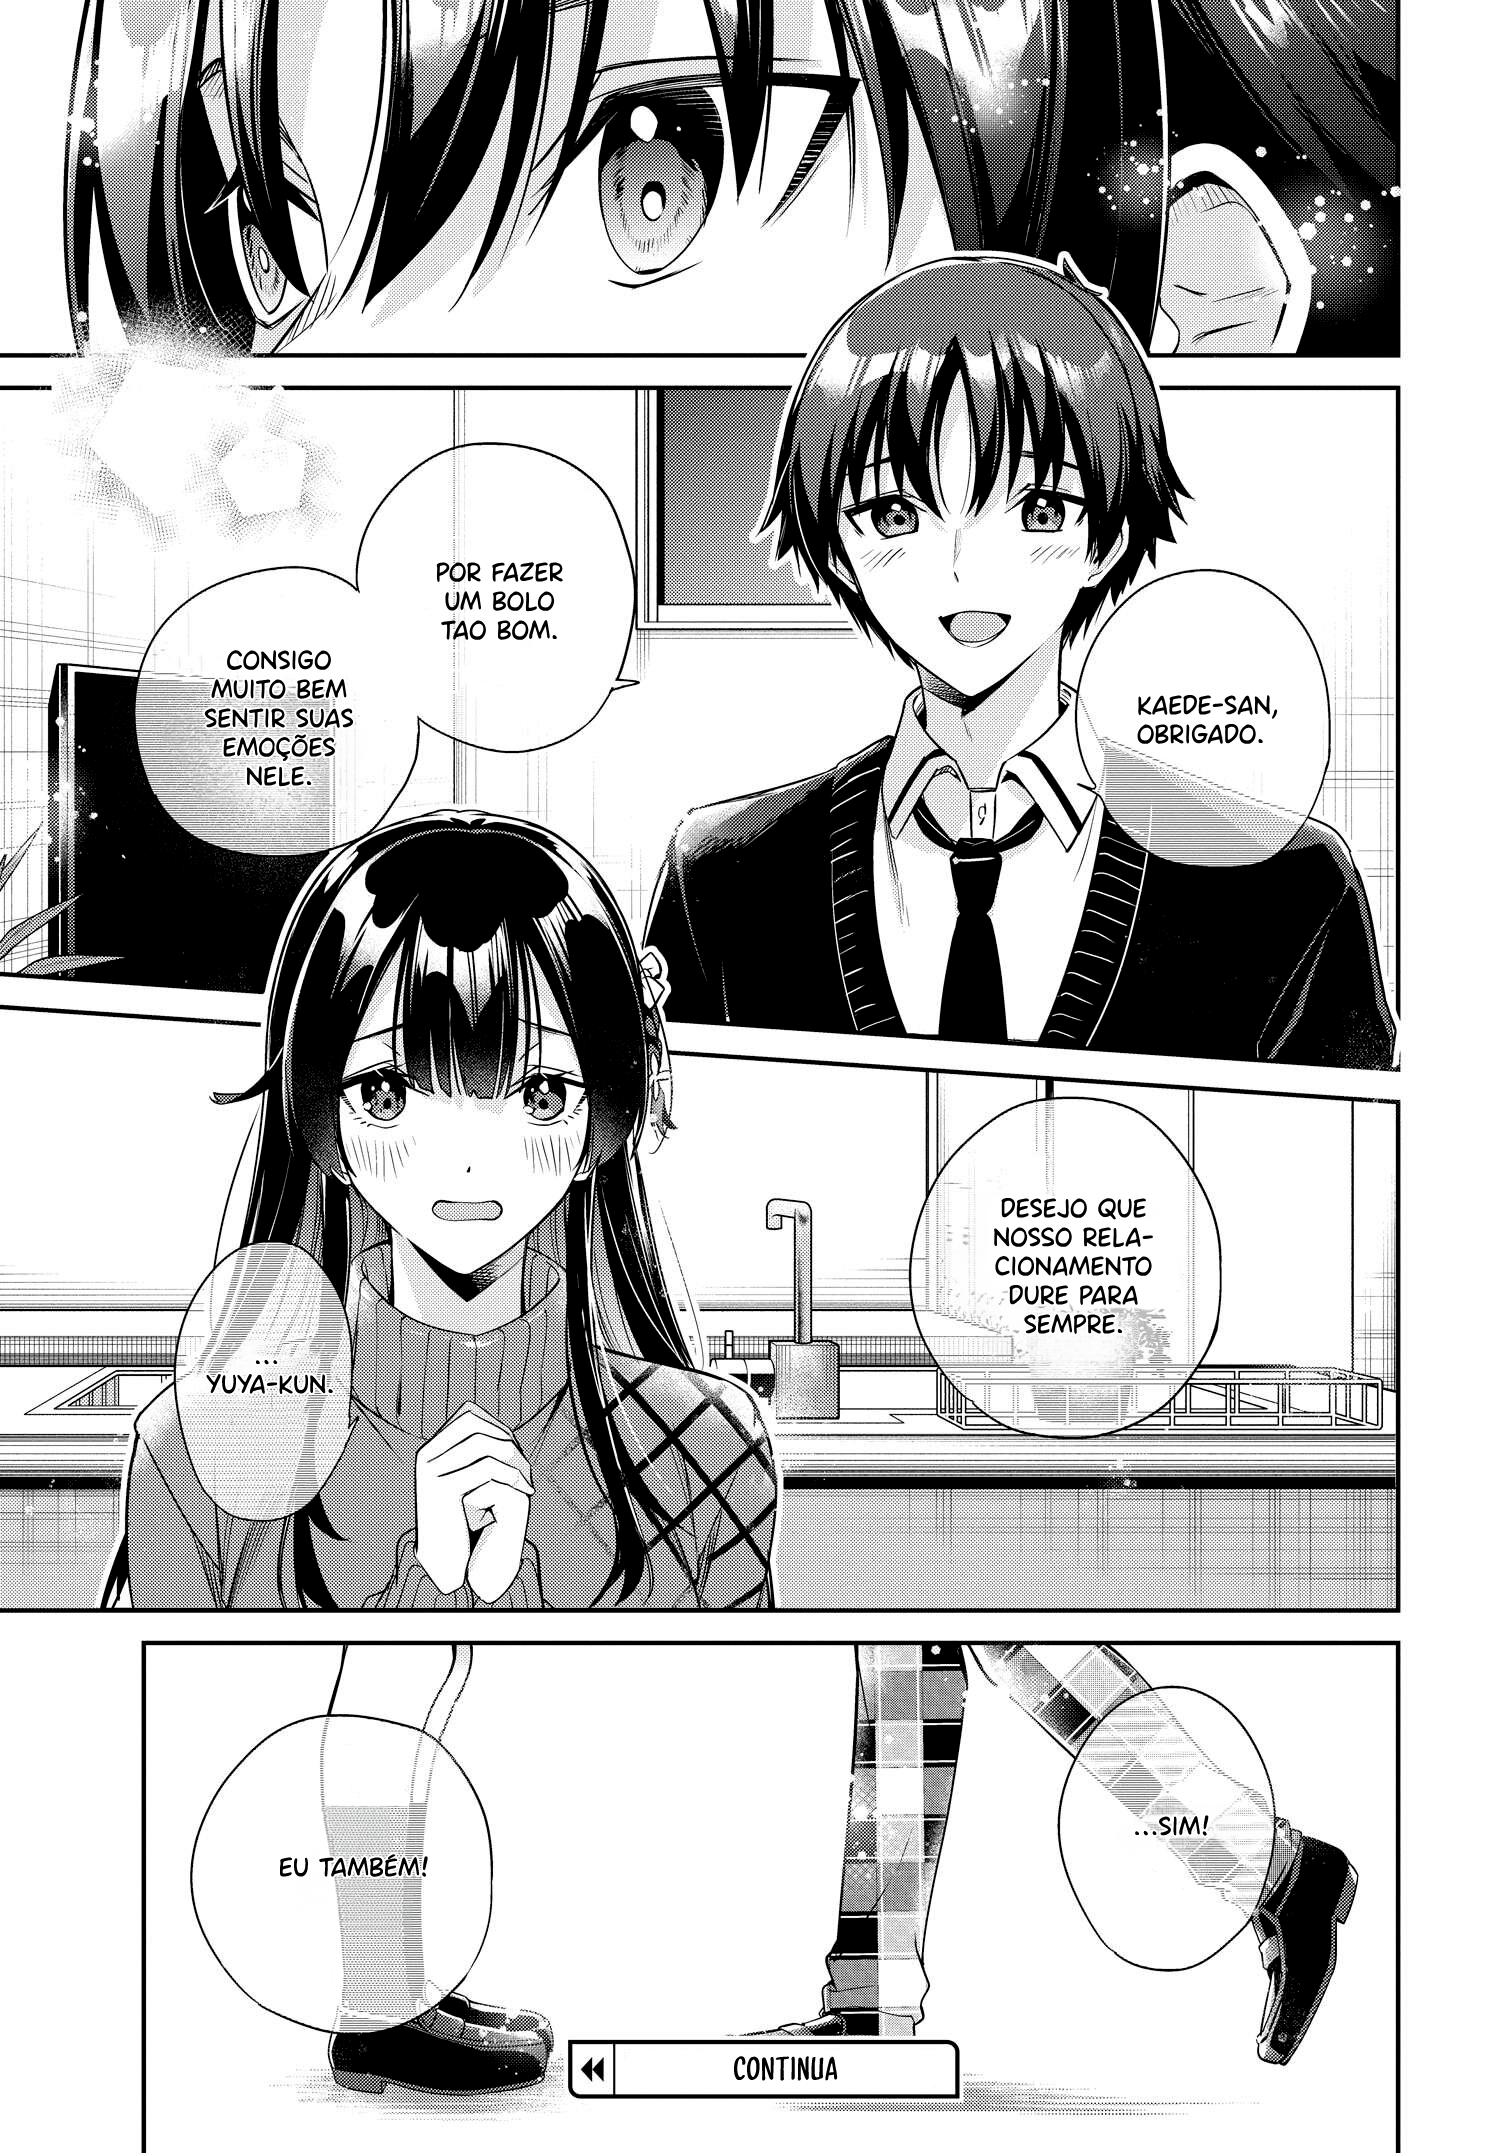 KAEDE-SAN,
OBRIGADO.
POR FAZER
UM BOLO
TAO BOM.
CONSIGO
MUITO BEM
SENTIR SUAS
EMOÇÕES
NELE.
DESEJO QUE
NOSSO RELA-
CIONAMENTO
DURE PARA
SEMPRE.
...
YUYA-KUN.
...SIM!
EU TAMBÉM!
CONTINUA